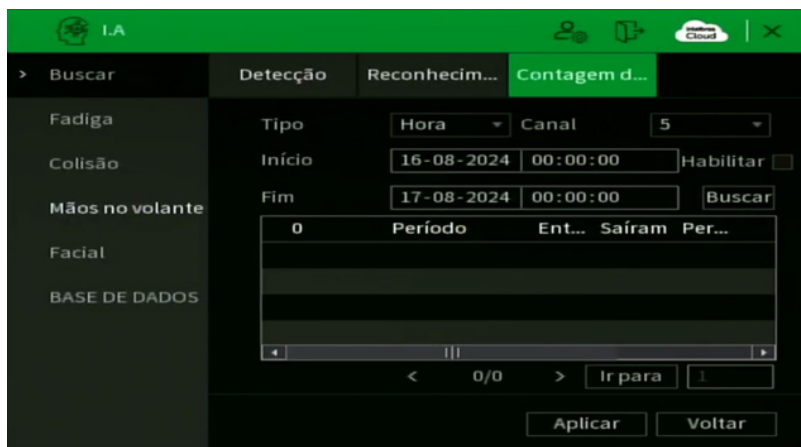 I.A
intelbras Cloud
Buscar
Detecção
Reconhecim...
Contagem d...
Fadiga
Colisão
Mãos no volante
Facial
BASE DE DADOS
Tipo
Hora
Canal
5
Início
16-08-2024
00:00:00
Habilitar
Fim
17-08-2024
00:00:00
Buscar
0
Período
Ent...
Saíram
Per...
0/0
Ir para
1
Aplicar
Voltar